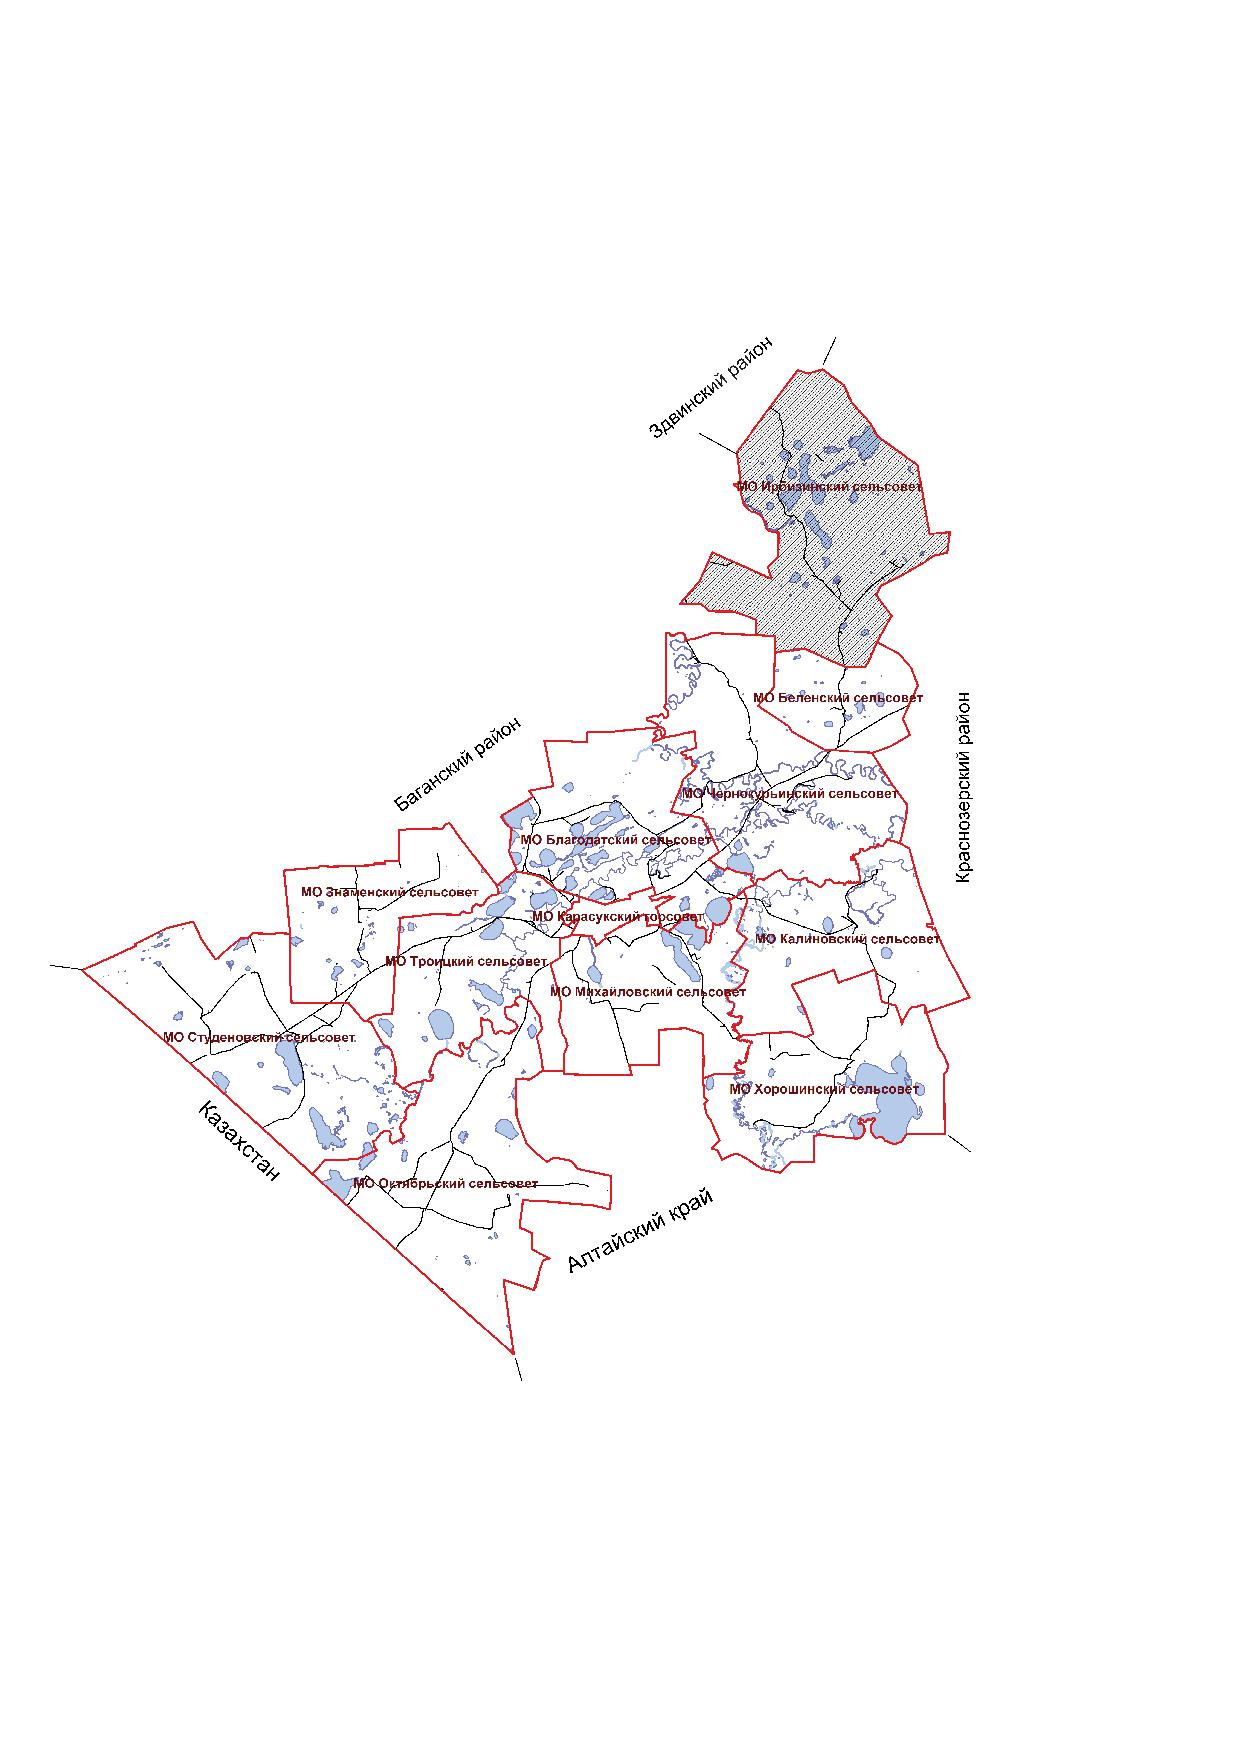 Здвинский район
МО Ирбизинский сельсовет
МО Беленский сельсовет
Баганский район
Краснозерский район
МО Чернокурьинский сельсовет
МО Благодатский сельсовет
МО Знаменский сельсовет
МО Карасукский горсовет
МО Калиновский сельсовет
МО Троицкий сельсовет
МО Михайловский сельсовет
МО Студеновский сельсовет
МО Хорошинский сельсовет
Казахстан
МО Октябрьский сельсовет
Алтайский край